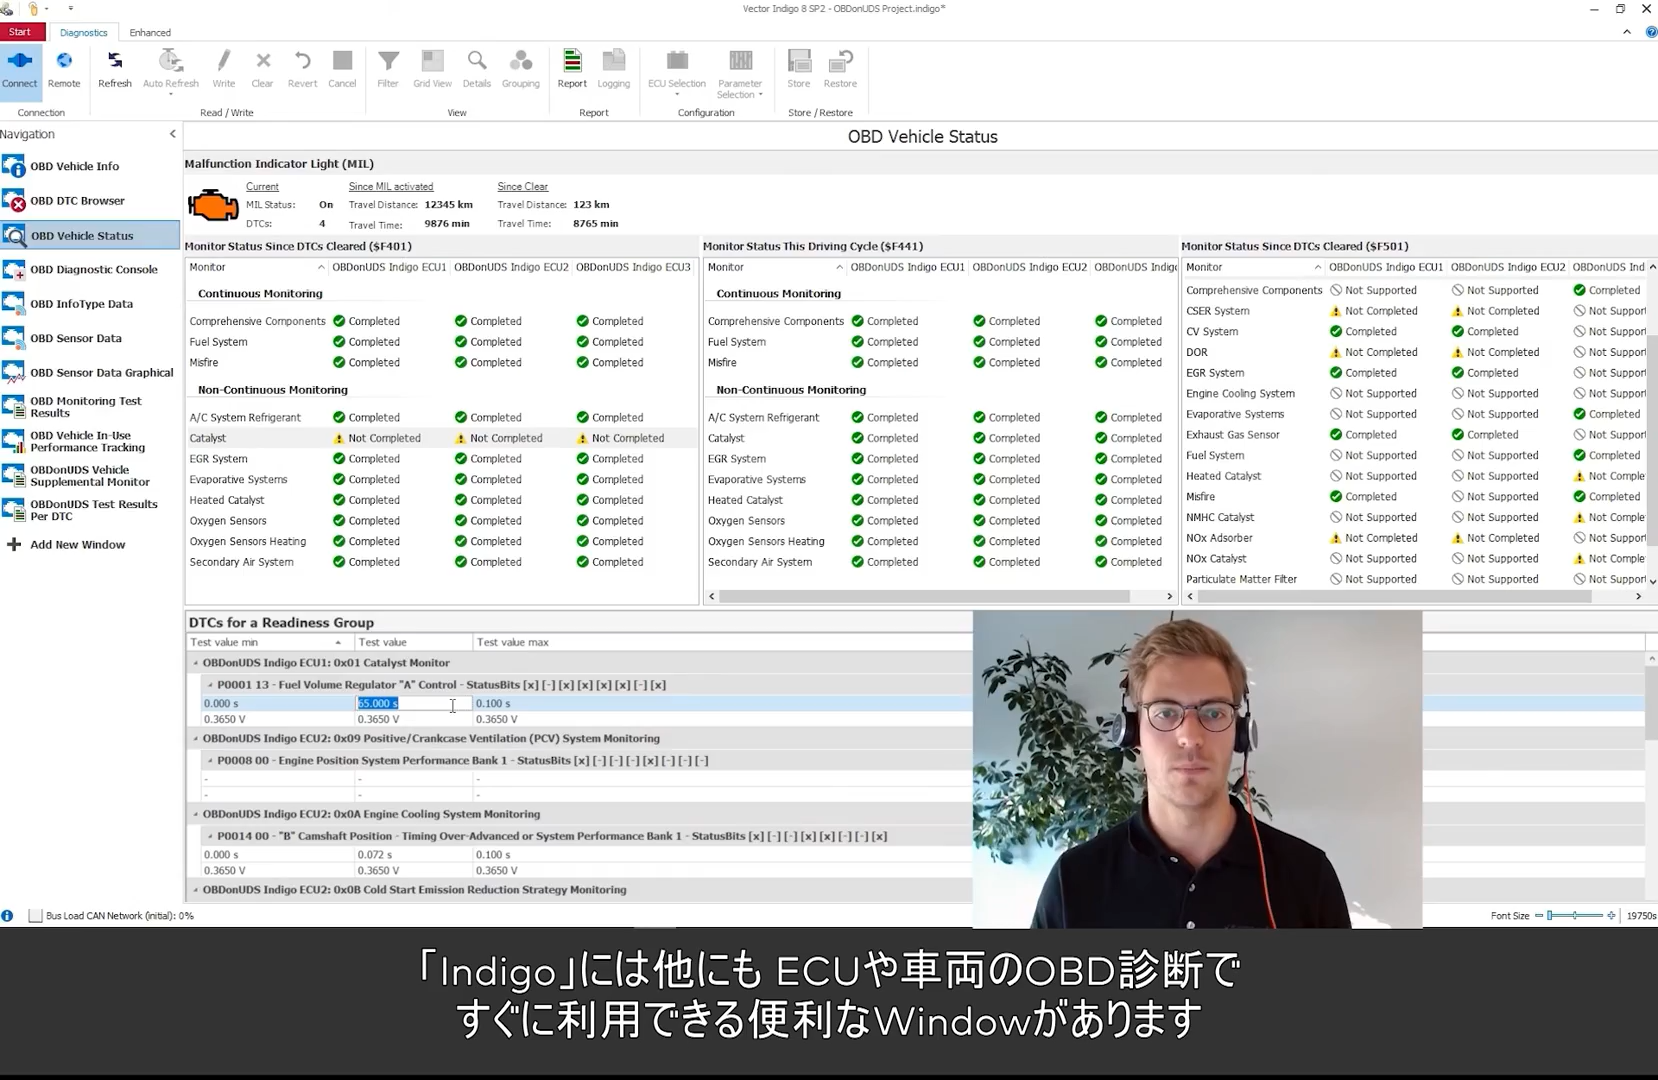 Vector Indigo 8 SP2 - OBDonUDS Project.indigo*
Start Diagnostics Enhanced
Connect Remote Refresh Auto Refresh Write Clear Revert Cancel Filter Grid View Details Grouping Report Logging ECU Selection Parameter Selection Store Restore
Connection Read / Write View Report Configuration Store / Restore
Navigation
OBD Vehicle Info
OBD DTC Browser
OBD Vehicle Status
OBD Diagnostic Console
OBD InfoType Data
OBD Sensor Data
OBD Sensor Data Graphical
OBD Monitoring Test
Results
OBD Vehicle In-Use
Performance Tracking
OBDonUDS Vehicle
Supplemental Monitor
OBDonUDS Test Results
Per DTC
Add New Window
OBD Vehicle Status
Malfunction Indicator Light (MIL)
Current Since MIL activated Since Clear
MIL Status: On Travel Distance: 12345 km Travel Distance: 123 km
DTCs: 4 Travel Time: 9876 min Travel Time: 8765 min
Monitor Status Since DTCs Cleared ($F401)
Monitor OBDonUDS Indigo ECU1 OBDonUDS Indigo ECU2 OBDonUDS Indigo ECU3
Continuous Monitoring
Comprehensive Components Completed Completed Completed
Fuel System Completed Completed Completed
Misfire Completed Completed Completed
Non-Continuous Monitoring
A/C System Refrigerant Completed Completed Completed
Catalyst Not Completed Not Completed Not Completed
EGR System Completed Completed Completed
Evaporative Systems Completed Completed Completed
Heated Catalyst Completed Completed Completed
Oxygen Sensors Completed Completed Completed
Oxygen Sensors Heating Completed Completed Completed
Secondary Air System Completed Completed Completed
Monitor Status This Driving Cycle ($F441)
Monitor OBDonUDS Indigo ECU1 OBDonUDS Indigo ECU2 OBDonUDS Indig
Continuous Monitoring
Comprehensive Components Completed Completed Completed
Fuel System Completed Completed Completed
Misfire Completed Completed Completed
Non-Continuous Monitoring
A/C System Refrigerant Completed Completed Completed
Catalyst Completed Completed Completed
EGR System Completed Completed Completed
Evaporative Systems Completed Completed Completed
Heated Catalyst Completed Completed Completed
Oxygen Sensors Completed Completed Completed
Oxygen Sensors Heating Completed Completed Completed
Secondary Air System Completed Completed Completed
Monitor Status Since DTCs Cleared ($F501)
Monitor OBDonUDS Indigo ECU1 OBDonUDS Indigo ECU2 OBDonUDS Ind
Comprehensive Components Not Supported Not Supported Completed
CSER System Not Completed Not Completed Not Suppor
CV System Completed Completed Not Suppor
DOR Not Completed Not Completed Not Suppor
EGR System Completed Completed Not Suppor
Engine Cooling System Not Supported Not Supported Not Suppor
Evaporative Systems Not Supported Not Supported Completed
Exhaust Gas Sensor Completed Completed Not Suppor
Fuel System Not Supported Not Supported Completed
Heated Catalyst Not Supported Not Supported Not Comple
Misfire Completed Not Supported Completed
NMHC Catalyst Not Supported Not Supported Not Comple
NOx Adsorber Not Completed Not Completed Not Suppor
NOx Catalyst Not Supported Not Supported Not Comple
Particulate Matter Filter Not Supported Not Supported Not Suppor
DTCs for a Readiness Group
Test value min Test value Test value max
OBDonUDS Indigo ECU1: 0x01 Catalyst Monitor
P0001 13 - Fuel Volume Regulator "A" Control - StatusBits [x] [-] [x] [x] [x] [x] [-] [x]
0.000 s 65.000 s 0.100 s
0.3650 V 0.3650 V 0.3650 V
OBDonUDS Indigo ECU2: 0x09 Positive/Crankcase Ventilation (PCV) System Monitoring
P0008 00 - Engine Position System Performance Bank 1 - StatusBits [x] [-] [-] [-] [x] [-] [-] [-]
- - -
- - -
OBDonUDS Indigo ECU2: 0x0A Engine Cooling System Monitoring
P0014 00 - "B" Camshaft Position - Timing Over-Advanced or System Performance Bank 1 - StatusBits [x] [-] [-] [x] [x] [-] [-] [x]
0.000 s 0.072 s 0.100 s
0.3650 V 0.3650 V 0.3650 V
OBDonUDS Indigo ECU2: 0x0B Cold Start Emission Reduction Strategy Monitoring
Bus Load CAN Network (initial): 0% Font Size 19750s
「Indigo」には他にも ECUや車両のOBD診断で
すぐに利用できる便利なWindowがあります